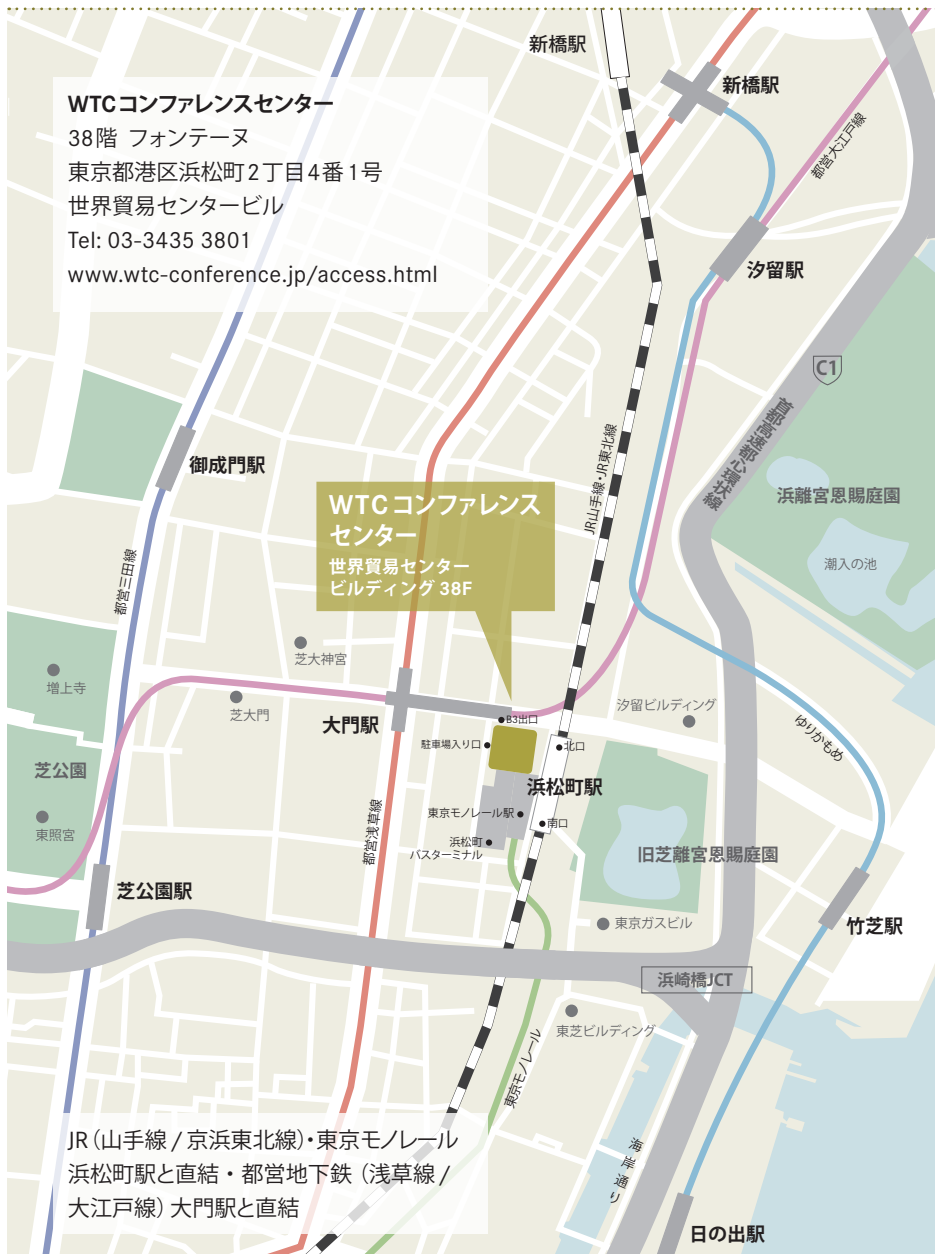 新橋駅
新橋駅
WTCコンファレンスセンター
38階 フォンテーヌ
東京都港区浜松町2丁目4番1号
世界貿易センタービル
Tel: 03-3435 3801
www.wtc-conference.jp/access.html
都営大江戸線
汐留駅
C1
首都高速都心環状線
御成門駅
JR山手線・JR東北線
WTCコンファレンス
センター
世界貿易センター
ビルディング 38F
浜離宮恩賜庭園
潮入の池
都営三田線
芝大神宮
増上寺
芝大門
大門駅
B3出口
汐留ビルディング
ゆりかもめ
駐車場入り口
北口
芝公園
浜松町駅
東京モノレール駅
南口
東照宮
都営浅草線
浜松町
バスターミナル
旧芝離宮恩賜庭園
芝公園駅
東京ガスビル
竹芝駅
浜崎橋JCT
東芝ビルディング
東京モノレール
JR (山手線 / 京浜東北線)・東京モノレール
浜松町駅と直結・都営地下鉄 (浅草線 /
大江戸線) 大門駅と直結
海岸通り
日の出駅